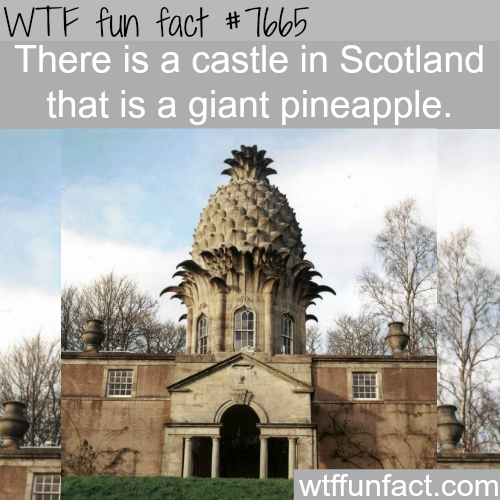 WTF fun fact #7665
There is a castle in Scotland
that is a giant pineapple.
wtffunfact.com